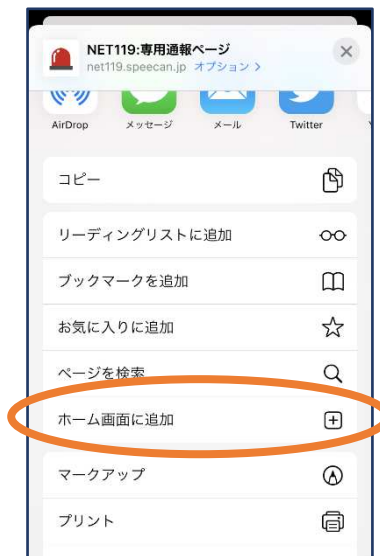 NET119:専用通報ページ
net119.speecan.jp オプション >
AirDrop メッセージ メール Twitter
コピー
リーディングリストに追加
ブックマークを追加
お気に入りに追加
ページを検索
ホーム画面に追加
マークアップ
プリント